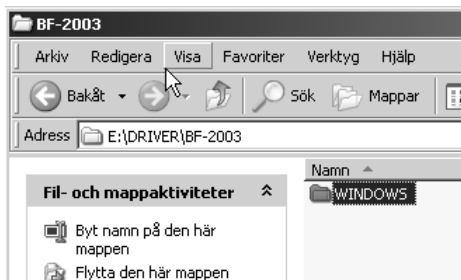 BF-2003
Arkiv Redigera Visa Favoriter Verktyg Hjälp
Bakåt Sök Mappar
Adress E:\DRIVER\BF-2003
Namn
Fil- och mappaktiviteter
WINDOWS
Byt namn på den här
mappen
Flytta den här mappen